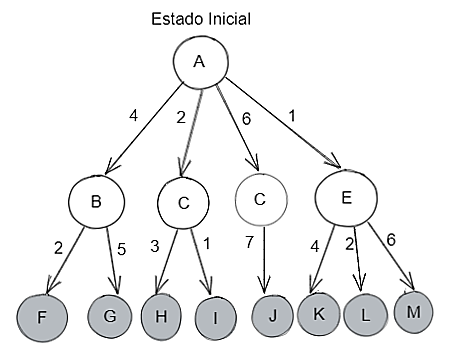 Estado Inicial
A
4 2 6 1
B C C E
2 5 3 1 7 4 2 6
F G H I J K L M